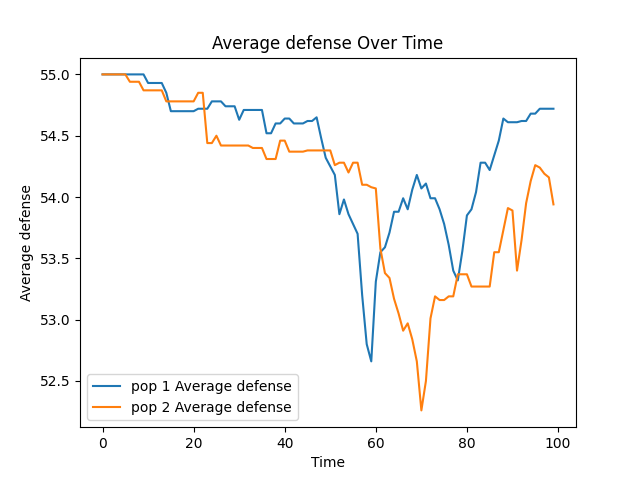 Average defense Over Time
Average defense
55.0
54.5
54.0
53.5
53.0
52.5
pop 1 Average defense
pop 2 Average defense
0
20
40
60
80
100
Time